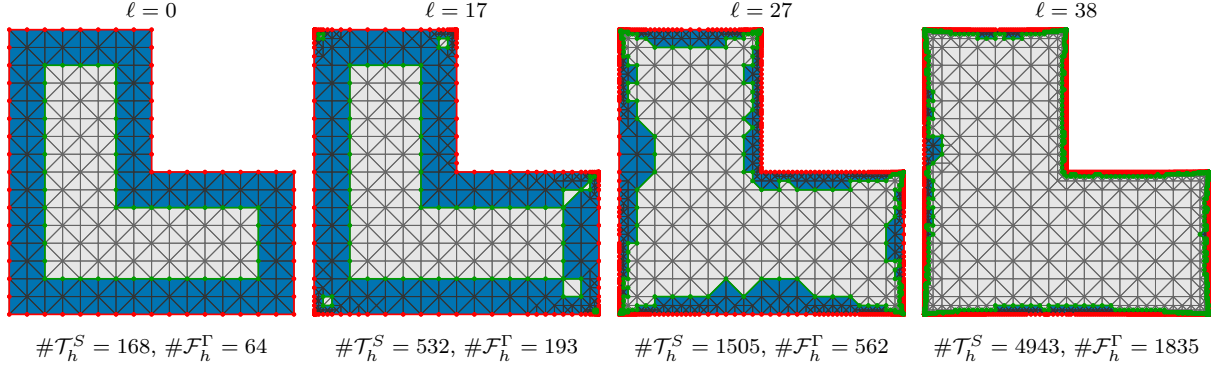 ℓ = 0
ℓ = 17
ℓ = 27
ℓ = 38
#𝒯_h^S = 168, #ℱ_h^Γ = 64
#𝒯_h^S = 532, #ℱ_h^Γ = 193
#𝒯_h^S = 1505, #ℱ_h^Γ = 562
#𝒯_h^S = 4943, #ℱ_h^Γ = 1835